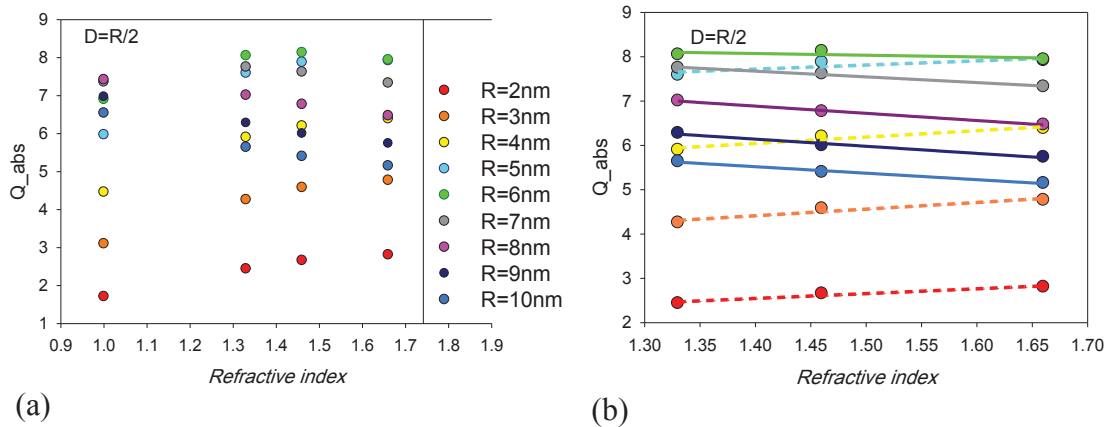 D=R/2
9
8
7
6
5
4
3
2
1
Q_abs
0.9 1.0 1.1 1.2 1.3 1.4 1.5 1.6 1.7 1.8 1.9
Refractive index
R=2nm
R=3nm
R=4nm
R=5nm
R=6nm
R=7nm
R=8nm
R=9nm
R=10nm
(a)
D=R/2
9
8
7
6
5
4
3
2
Q_abs
1.30 1.35 1.40 1.45 1.50 1.55 1.60 1.65 1.70
Refractive index
(b)